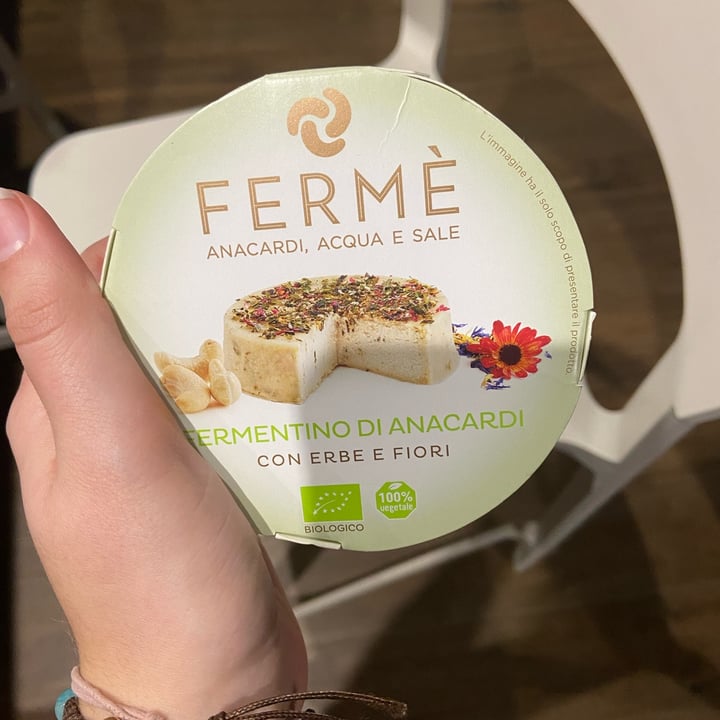 FERMÈ
ANACARDI, ACQUA E SALE
L'immagine ha il solo scopo di presentare il prodotto.
FERMENTINO DI ANACARDI
CON ERBE E FIORI
BIOLOGICO
100%
vegetale